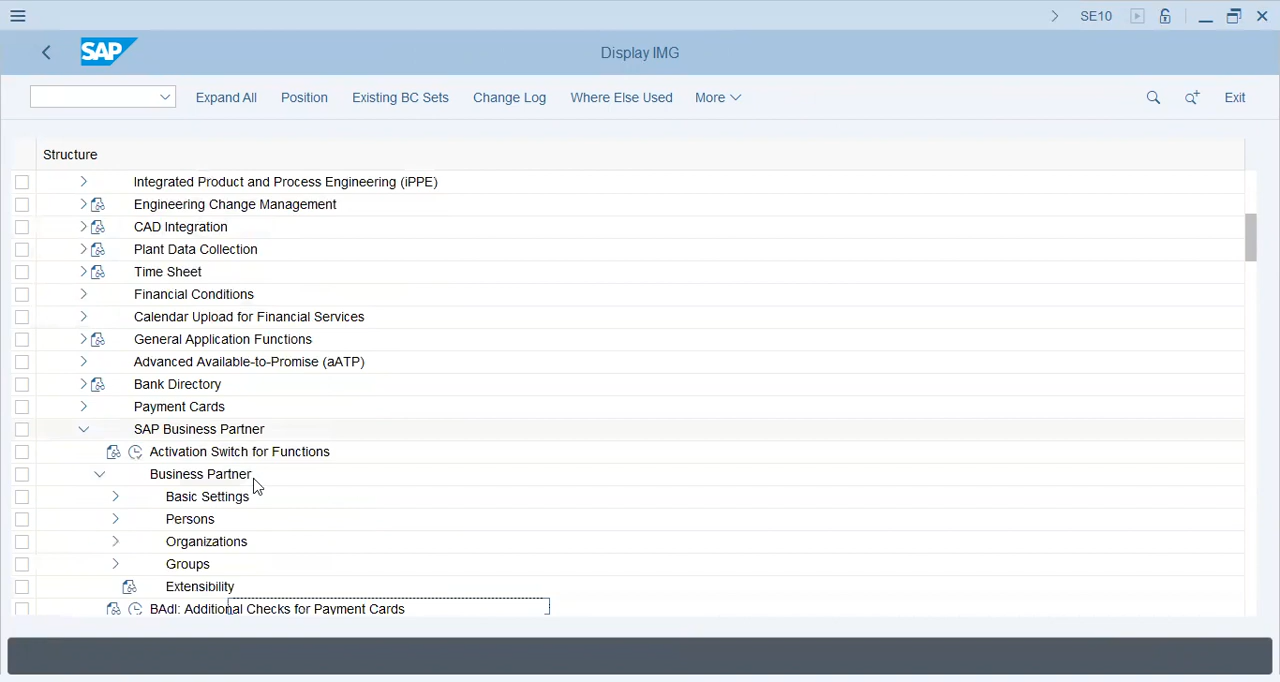 SE10
SAP
Display IMG
Expand All
Position
Existing BC Sets
Change Log
Where Else Used
More
Exit
Structure
Integrated Product and Process Engineering (iPPE)
Engineering Change Management
CAD Integration
Plant Data Collection
Time Sheet
Financial Conditions
Calendar Upload for Financial Services
General Application Functions
Advanced Available-to-Promise (aATP)
Bank Directory
Payment Cards
SAP Business Partner
Activation Switch for Functions
Business Partner
Basic Settings
Persons
Organizations
Groups
Extensibility
BAdI: Additional Checks for Payment Cards